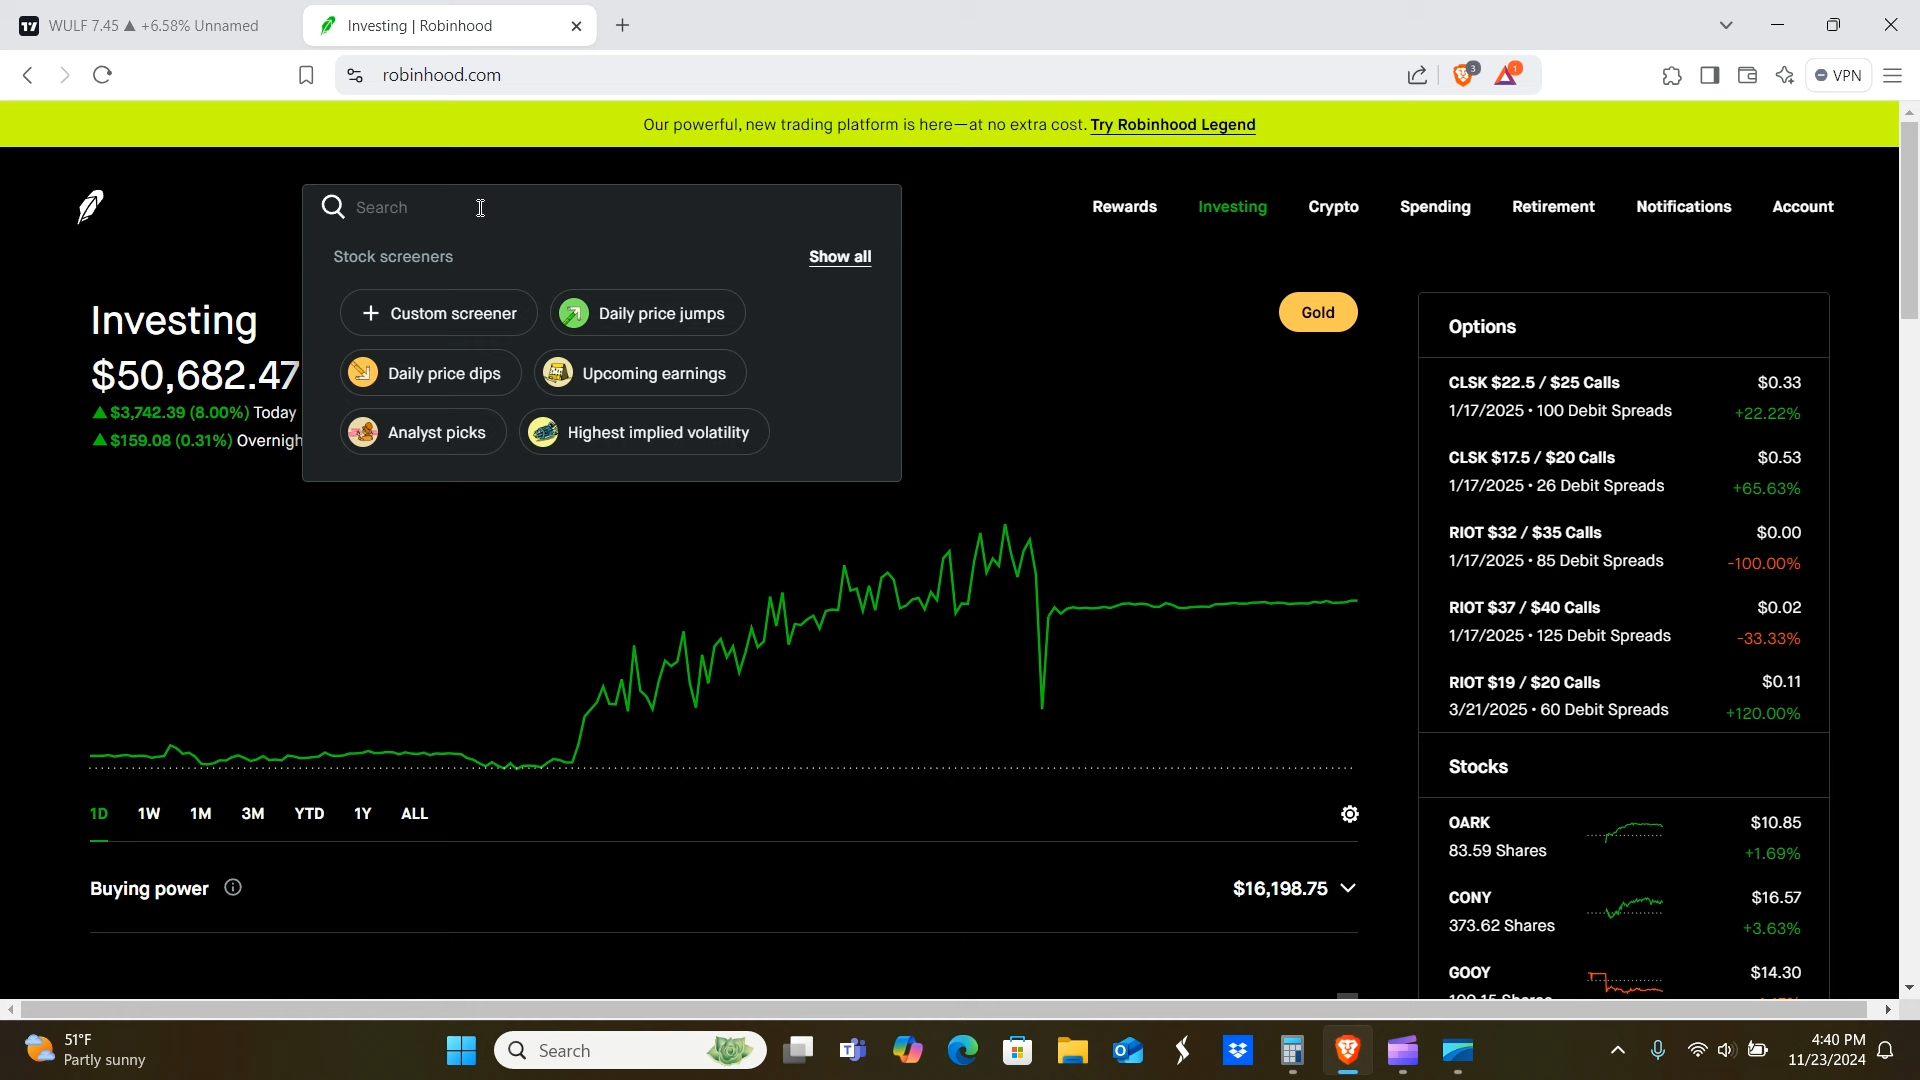 WULF 7.45 ▲ +6.58% Unnamed
Investing | Robinhood
robinhood.com
3
1
VPN
Our powerful, new trading platform is here—at no extra cost. Try Robinhood Legend
Search
Rewards
Investing
Crypto
Spending
Retirement
Notifications
Account
Stock screeners
Show all
+ Custom screener
Daily price jumps
Daily price dips
Upcoming earnings
Analyst picks
Highest implied volatility
Investing
$50,682.47
▲ $3,742.39 (8.00%) Today
▲ $159.08 (0.31%)
Gold
1D
1W
1M
3M
YTD
1Y
ALL
Buying power
$16,198.75
Options
CLSK $22.5 / $25 Calls $0.33
1/17/2025 • 100 Debit Spreads +22.22%
CLSK $17.5 / $20 Calls $0.53
1/17/2025 • 26 Debit Spreads +65.63%
RIOT $32 / $35 Calls $0.00
1/17/2025 • 85 Debit Spreads -100.00%
RIOT $37 / $40 Calls $0.02
1/17/2025 • 125 Debit Spreads -33.33%
RIOT $19 / $20 Calls $0.11
3/21/2025 • 60 Debit Spreads +120.00%
Stocks
OARK $10.85
83.59 Shares +1.69%
CONY $16.57
373.62 Shares +3.63%
GOOY $14.30
51°F
Partly sunny
Search
4:40 PM
11/23/2024